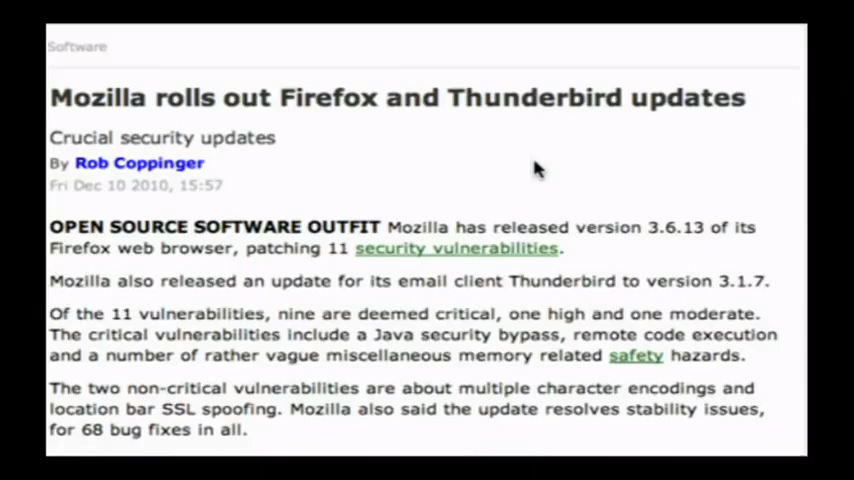 Software
Mozilla rolls out Firefox and Thunderbird updates
Crucial security updates
By Rob Coppinger
Fri Dec 10 2010, 15:57
OPEN SOURCE SOFTWARE OUTFIT Mozilla has released version 3.6.13 of its
Firefox web browser, patching 11 security vulnerabilities.
Mozilla also released an update for its email client Thunderbird to version 3.1.7.
Of the 11 vulnerabilities, nine are deemed critical, one high and one moderate.
The critical vulnerabilities include a Java security bypass, remote code execution
and a number of rather vague miscellaneous memory related safety hazards.
The two non-critical vulnerabilities are about multiple character encodings and
location bar SSL spoofing. Mozilla also said the update resolves stability issues,
for 68 bug fixes in all.